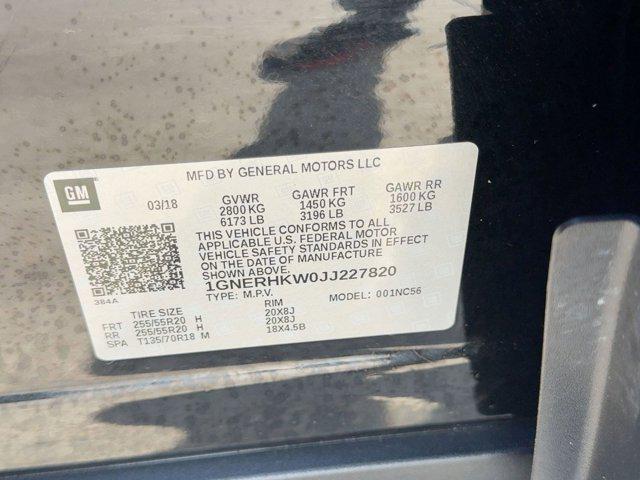 MFD BY GENERAL MOTORS LLC
GM
03/18
GVWR GAWR FRT GAWR RR
2800 KG 1450 KG 1600 KG
6173 LB 3196 LB 3527 LB
THIS VEHICLE CONFORMS TO ALL
APPLICABLE U.S. FEDERAL MOTOR
VEHICLE SAFETY STANDARDS IN EFFECT
ON THE DATE OF MANUFACTURE
SHOWN ABOVE.
1GNERHKW0JJ227820
384A
TYPE: M.P.V. MODEL: 001NC56
TIRE SIZE RIM
FRT 255/55R20 H 20X8J
RR 255/55R20 H 20X8J
SPA T135/70R18 M 18X4.5B